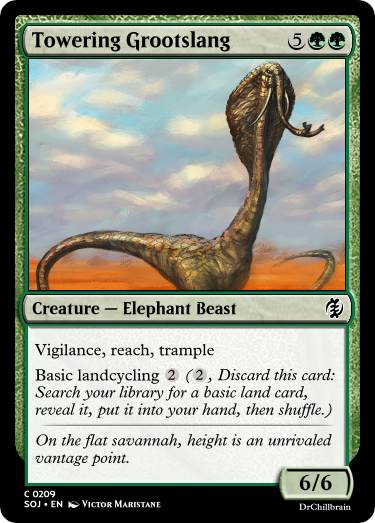 Towering Grootslang 5
Creature — Elephant Beast
Vigilance, reach, trample
Basic landcycling 2 (2, Discard this card:
Search your library for a basic land card,
reveal it, put it into your hand, then shuffle.)
On the flat savannah, height is an unrivaled
vantage point.
6/6
C 0209
SOJ • EN Victor Maristane
DrChillbrain